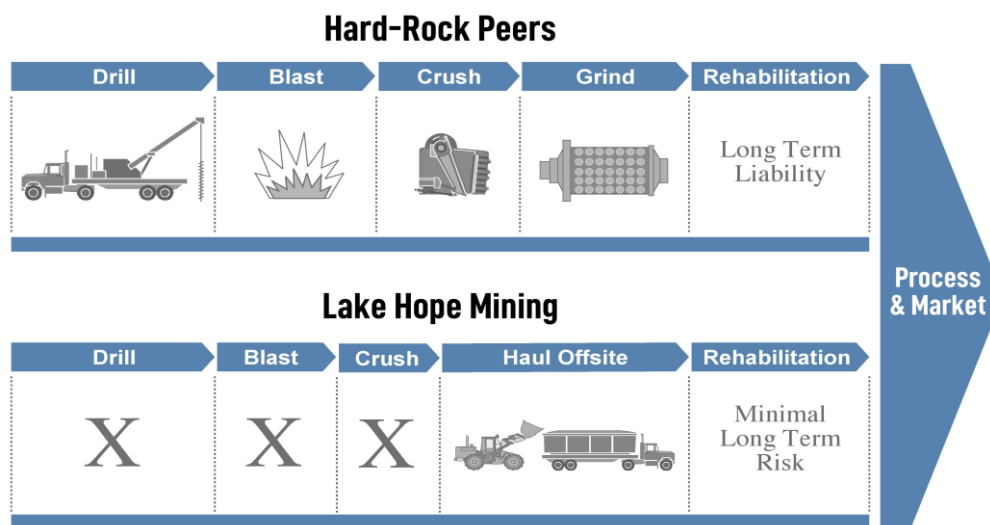 Hard-Rock Peers
Drill
Blast
Crush
Grind
Rehabilitation
Long Term
Liability
Lake Hope Mining
Drill
Blast
Crush
Haul Offsite
Rehabilitation
X
X
X
Minimal
Long Term
Risk
Process
& Market